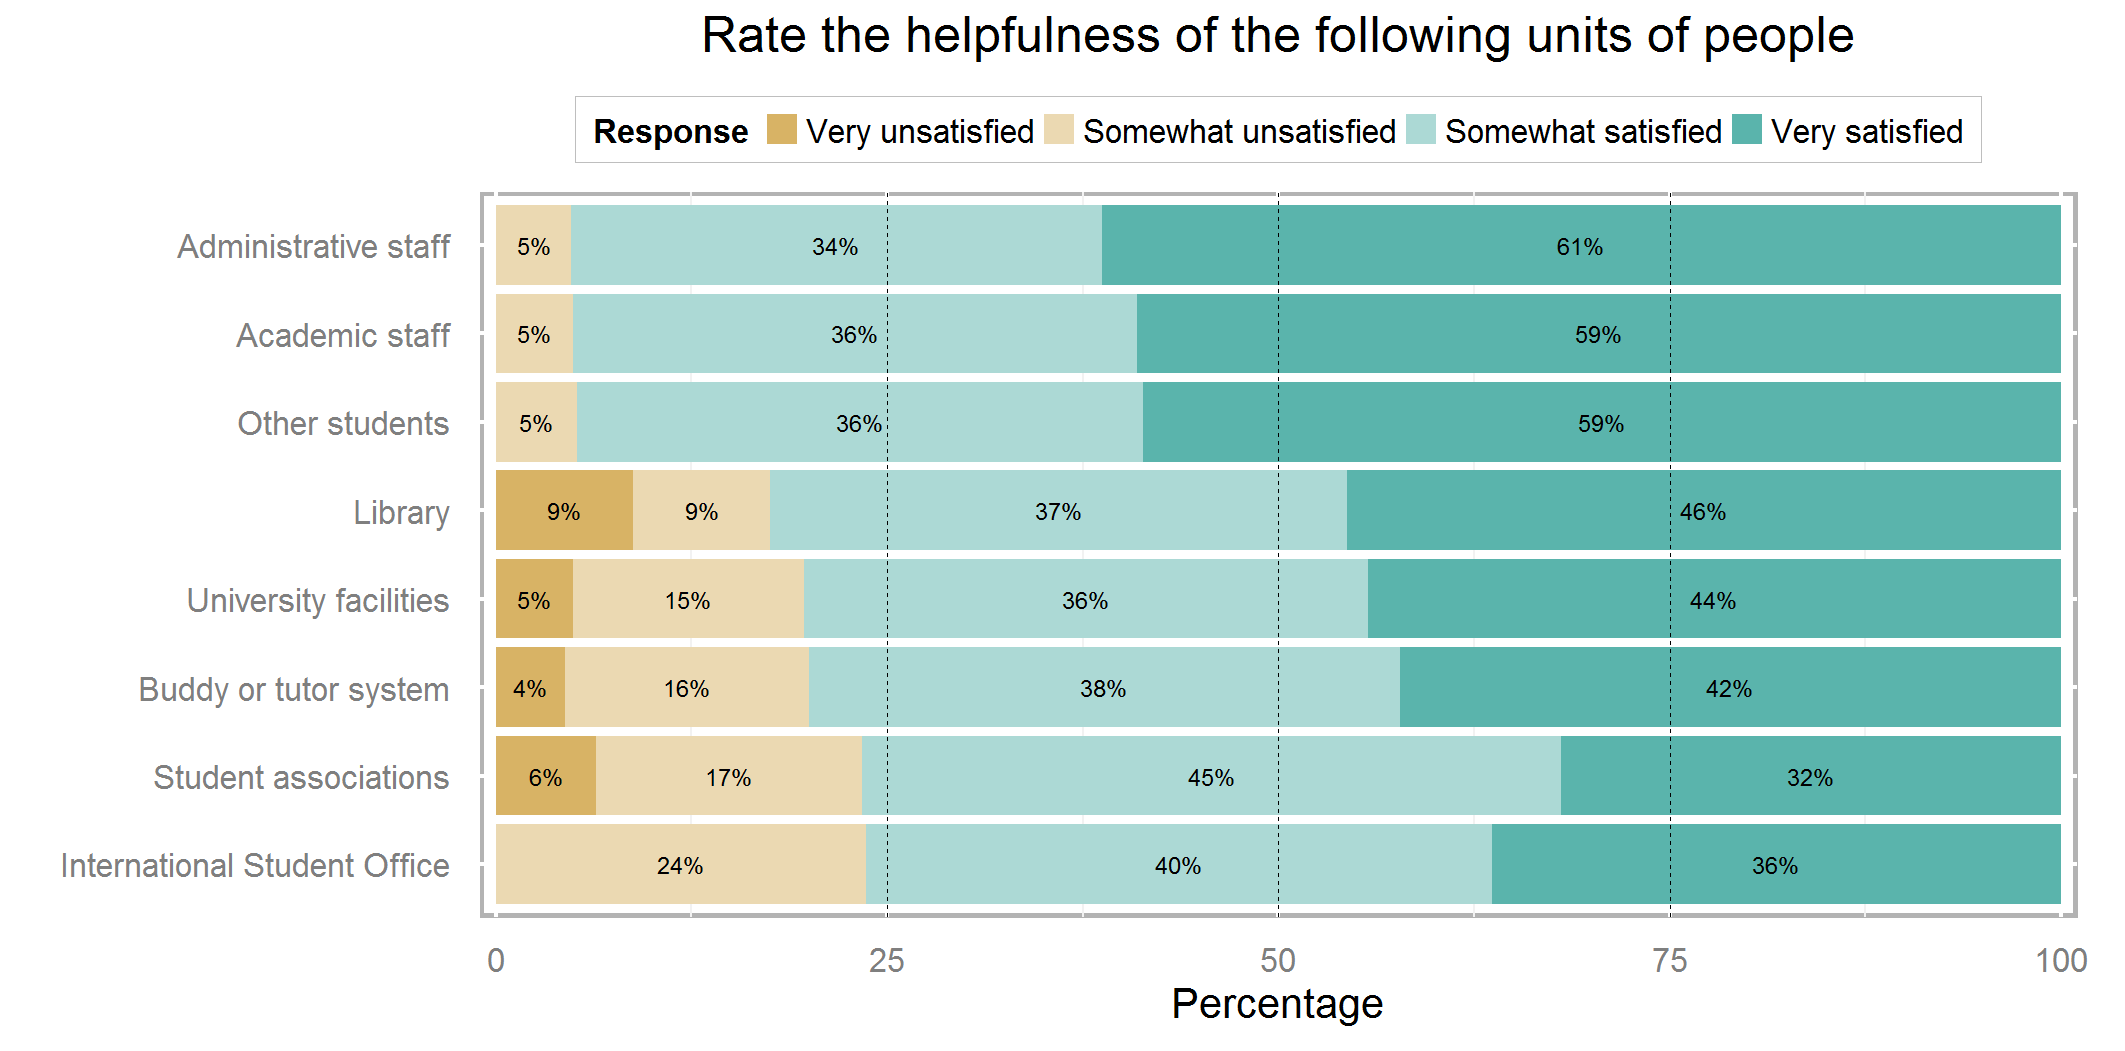 Rate the helpfulness of the following units of people
Response Very unsatisfied Somewhat unsatisfied Somewhat satisfied Very satisfied
Administrative staff 5% 34% 61%
Academic staff 5% 36% 59%
Other students 5% 36% 59%
Library 9% 9% 37% 46%
University facilities 5% 15% 36% 44%
Buddy or tutor system 4% 16% 38% 42%
Student associations 6% 17% 45% 32%
International Student Office 24% 40% 36%
0 25 50 75 100
Percentage